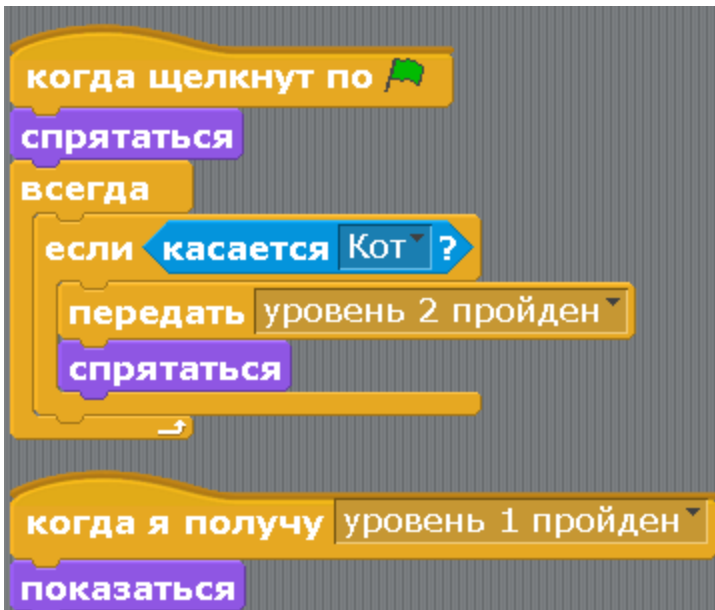 когда щелкнут по
спрятаться
всегда
если касается Кот ?
передать уровень 2 пройден
спрятаться
когда я получу уровень 1 пройден
показаться